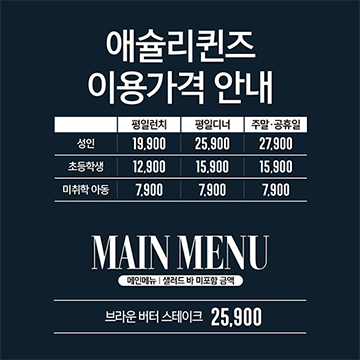 애슐리퀸즈
이용가격 안내
평일런치 평일디너 주말·공휴일
성인 19,900 25,900 27,900
초등학생 12,900 15,900 15,900
미취학 아동 7,900 7,900 7,900
MAIN MENU
메인메뉴 | 샐러드 바 미포함 금액
브라운 버터 스테이크 25,900